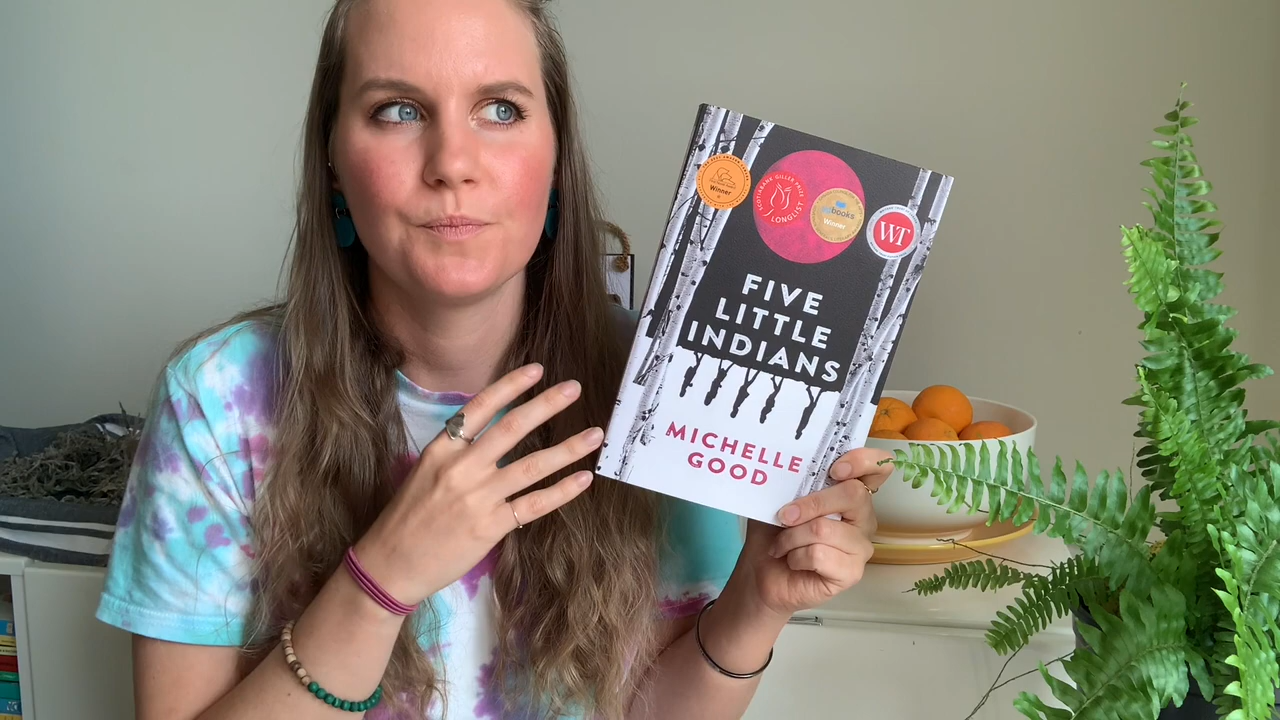 Winner
SCOTIABANK GILLER PRIZE
LONGLIST
books
Winner
WT
FIVE
LITTLE
INDIANS
MICHELLE
GOOD